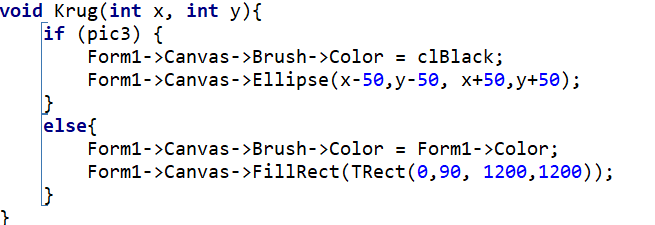 void Krug(int x, int y){
if (pic3) {
Form1->Canvas->Brush->Color = clBlack;
Form1->Canvas->Ellipse(x-50,y-50, x+50,y+50);
}
else{
Form1->Canvas->Brush->Color = Form1->Color;
Form1->Canvas->FillRect(TRect(0,90, 1200,1200));
}
}